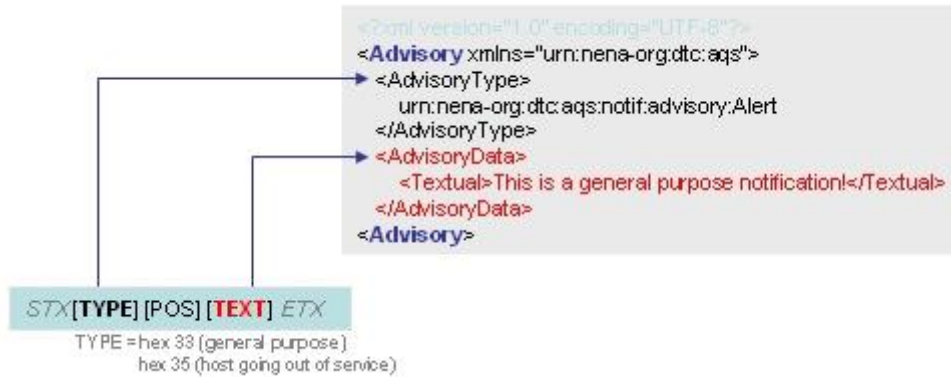 <?xml version="1.0" encoding="UTF-8"?>
<Advisory xmlns="urn:nena-org:dtc:aqs">
<AdvisoryType>
urn:nena-org:dtc:aqs:notif:advisory:Alert
</AdvisoryType>
<AdvisoryData>
<Textual>This is a general purpose notification!</Textual>
</AdvisoryData>
<Advisory>
STX[TYPE] [POS] [TEXT] ETX
TYPE = hex 33 (general purpose)
hex 35 (host going out of service)